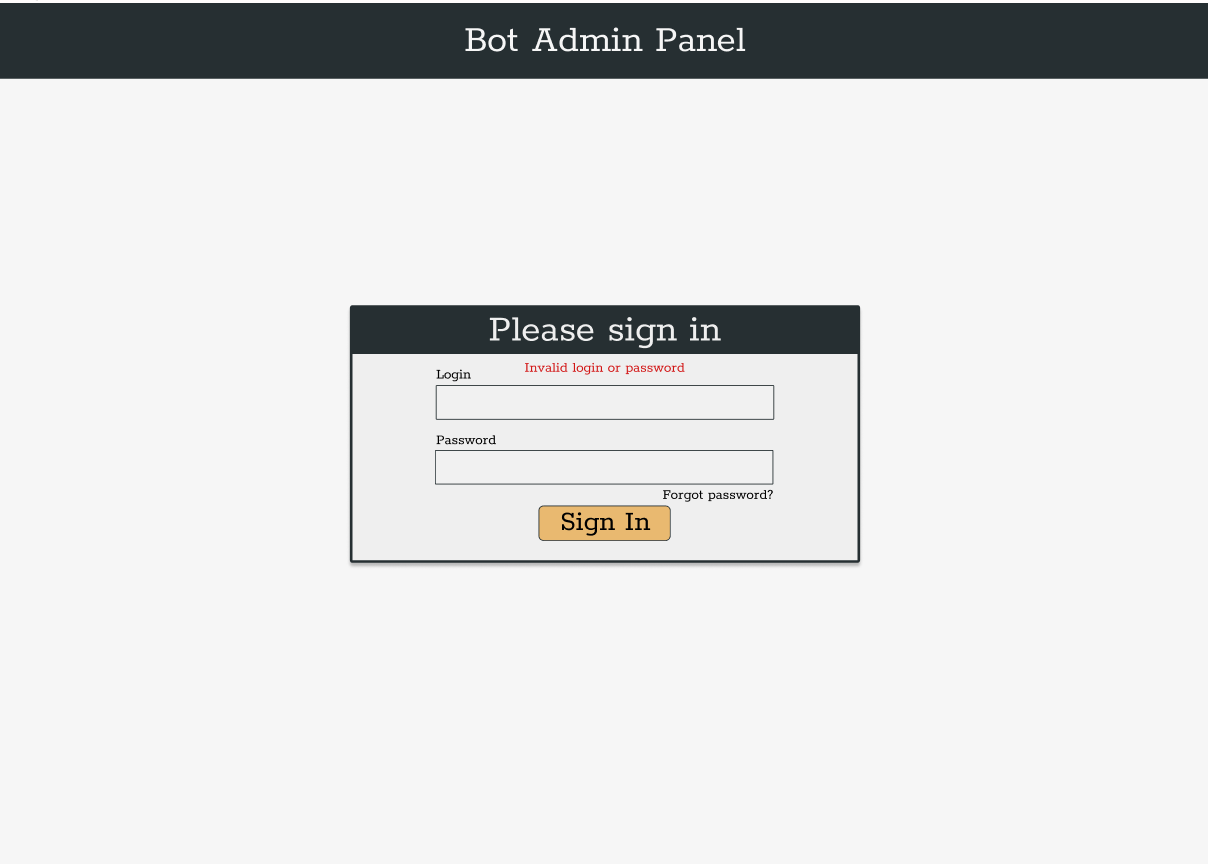 Bot Admin Panel
Please sign in
Invalid login or password
Login
Password
Forgot password?
Sign In